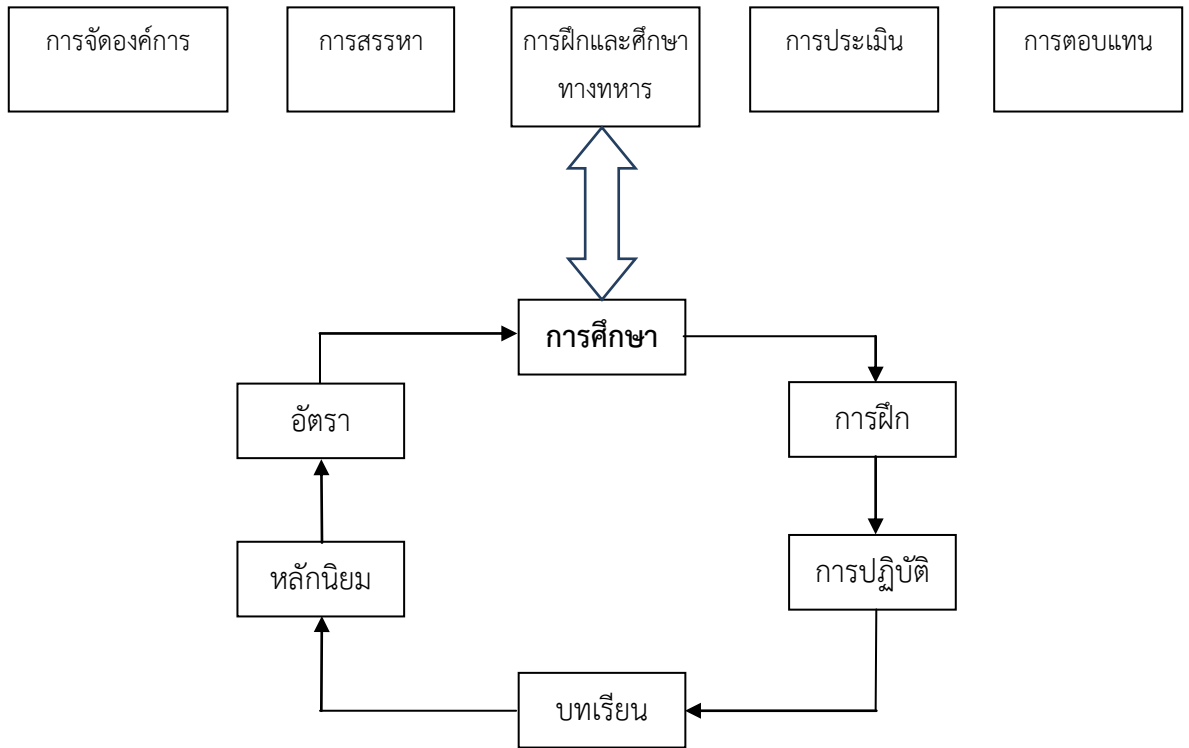 การจัดองค์การ
การสรรหา
การฝึกและศึกษา
ทางทหาร
การประเมิน
การตอบแทน
การศึกษา
อัตรา
การฝึก
หลักนิยม
การปฏิบัติ
บทเรียน